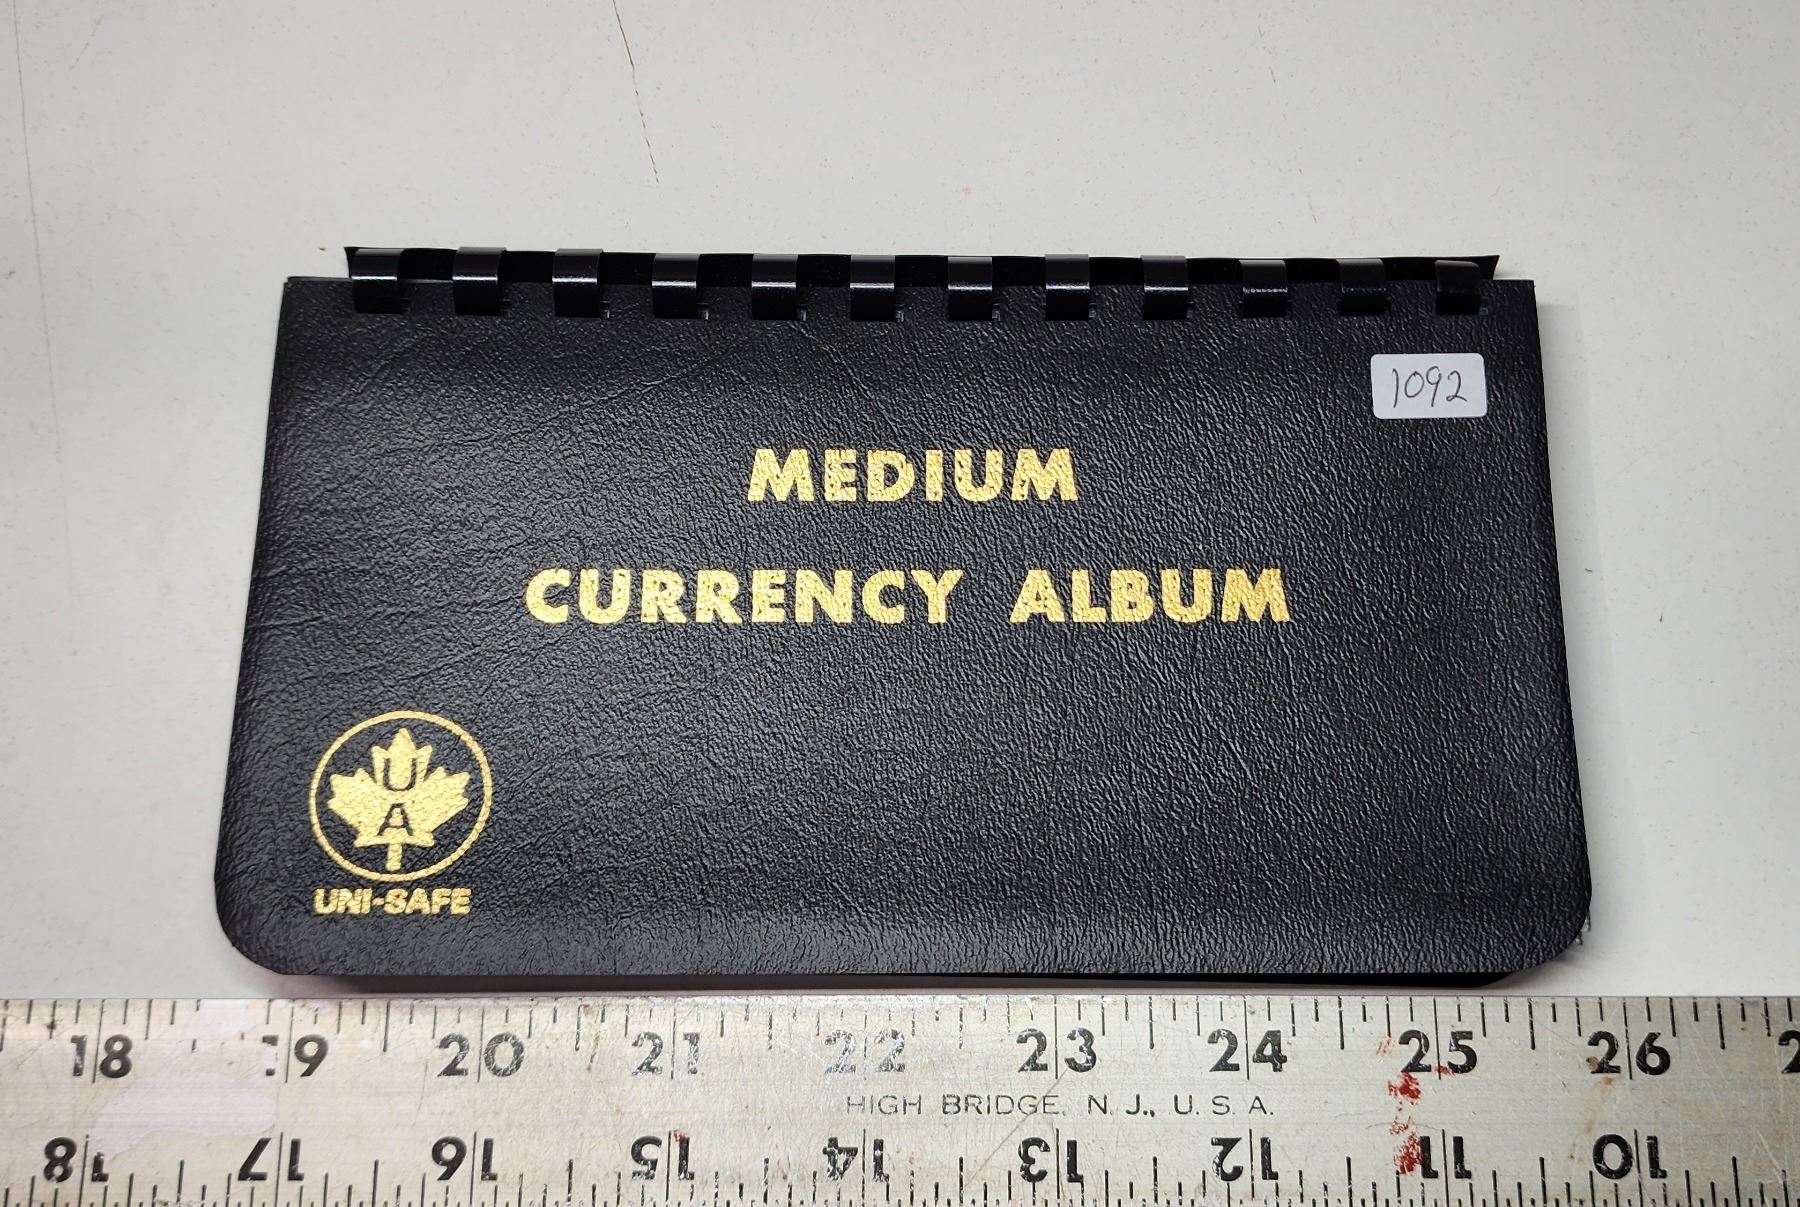 1092
MEDIUM
CURRENCY ALBUM
U
A
T
UNI-SAFE
18 19 20 21 22 23 24 25 26 2
HIGH BRIDGE, N. J., U. S. A.
18 17 16 15 14 13 12 11 10